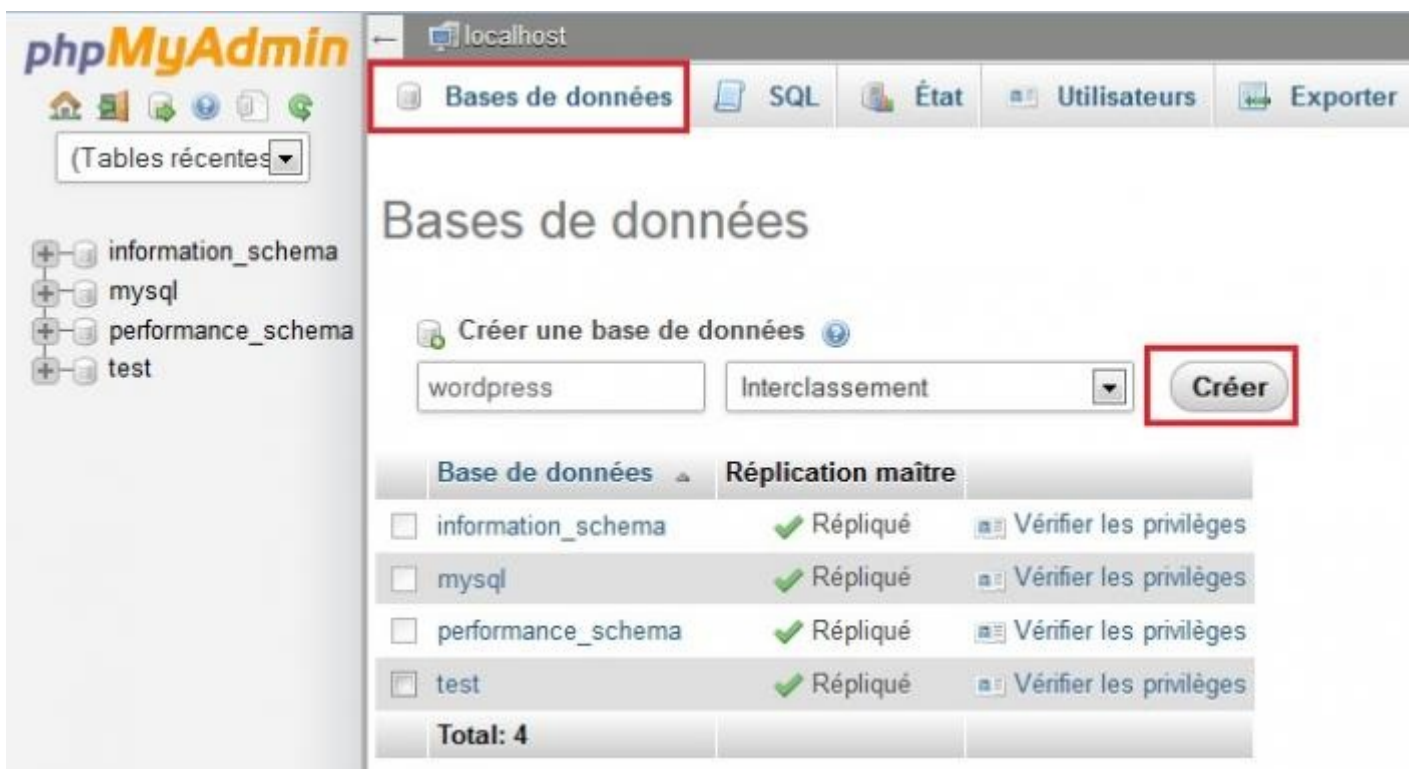 phpMyAdmin
(Tables récentes
information_schema
mysql
performance_schema
test
localhost
Bases de données SQL État Utilisateurs Exporter
Bases de données
Créer une base de données
wordpress Interclassement Créer
Base de données Réplication maître
information_schema Répliqué Vérifier les privilèges
mysql Répliqué Vérifier les privilèges
performance_schema Répliqué Vérifier les privilèges
test Répliqué Vérifier les privilèges
Total: 4